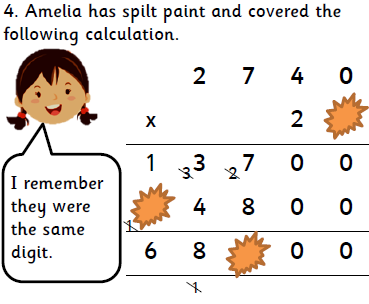 4. Amelia has spilt paint and covered the
following calculation.
2 7 4 0
x 2
1 3 3 2 7 0 0
I remember
they were
the same
digit.
1 4 8 0 0
6 8 0 0
1